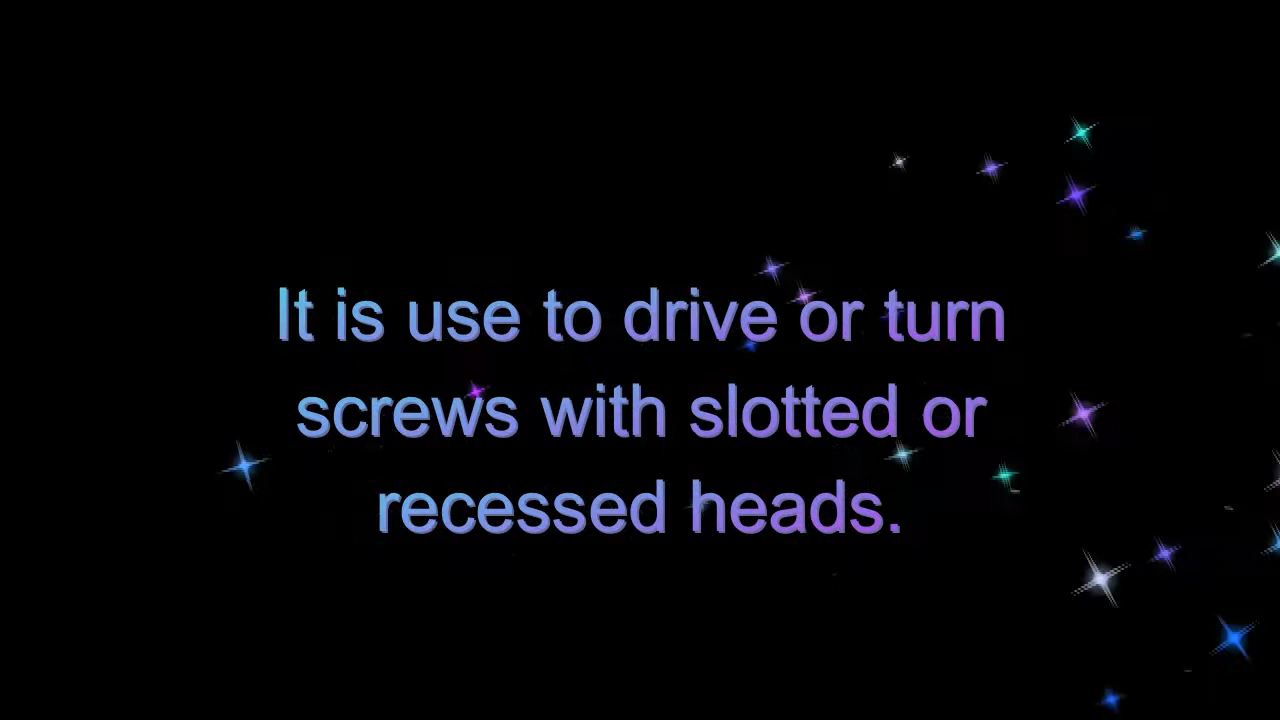 It is use to drive or turn
screws with slotted or
recessed heads.